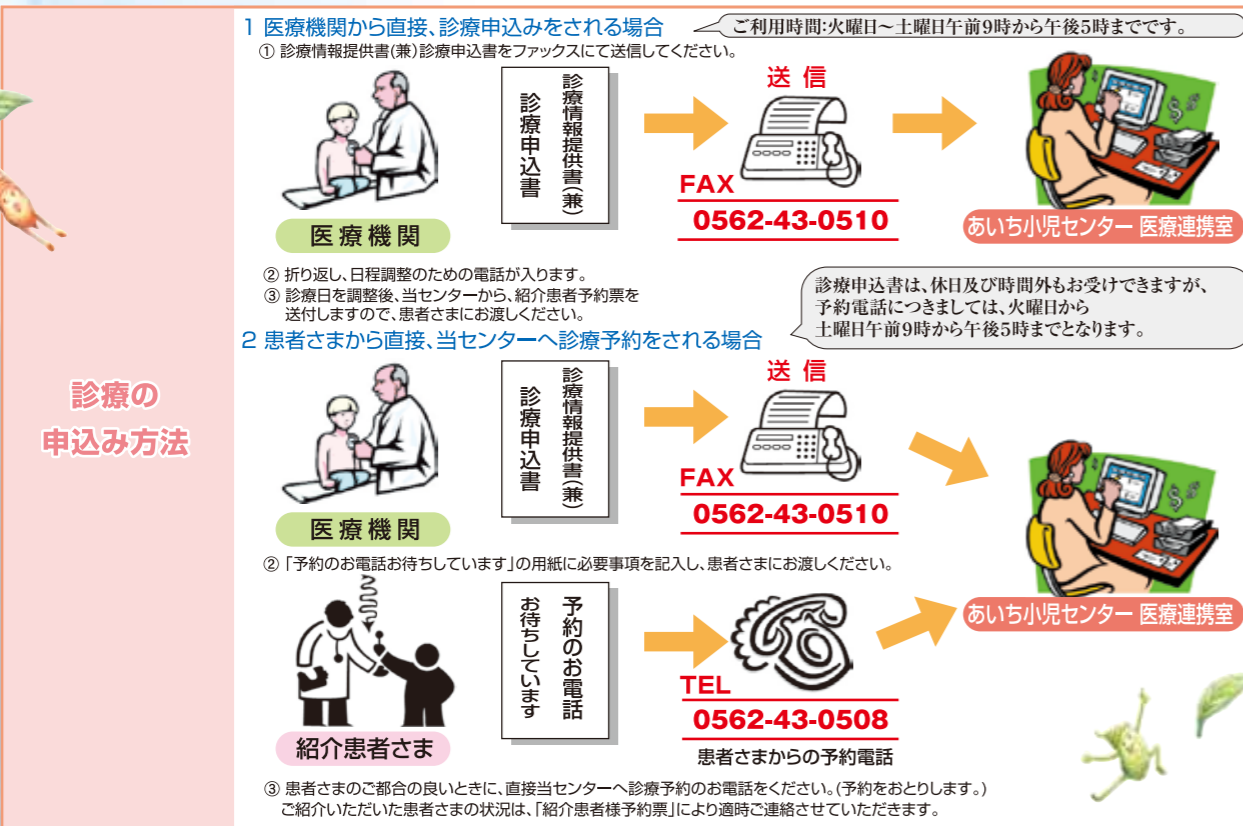 診療の
申込み方法
1 医療機関から直接、診療申込みをされる場合
ご利用時間:火曜日～土曜日午前9時から午後5時までです。
① 診療情報提供書(兼)診療申込書をファックスにて送信してください。
診療情報提供書(兼)
診療申込書
送信
FAX
0562-43-0510
医療機関
あいち小児センター 医療連携室
② 折り返し、日程調整のための電話が入ります。
③ 診療日を調整後、当センターから、紹介患者予約票を
送付しますので、患者さまにお渡しください。
診療申込書は、休日及び時間外もお受けできますが、
予約電話につきましては、火曜日から
土曜日午前9時から午後5時までとなります。
2 患者さまから直接、当センターへ診療予約をされる場合
診療情報提供書(兼)
診療申込書
送信
FAX
0562-43-0510
医療機関
② 「予約のお電話お待ちしています」の用紙に必要事項を記入し、患者さまにお渡しください。
予約のお電話
お待ちしています
TEL
0562-43-0508
患者さまからの予約電話
紹介患者さま
あいち小児センター 医療連携室
③ 患者さまのご都合の良いときに、直接当センターへ診療予約のお電話をください。(予約をおとりします。)
ご紹介いただいた患者さまの状況は、「紹介患者様予約票」により適時ご連絡させていただきます。